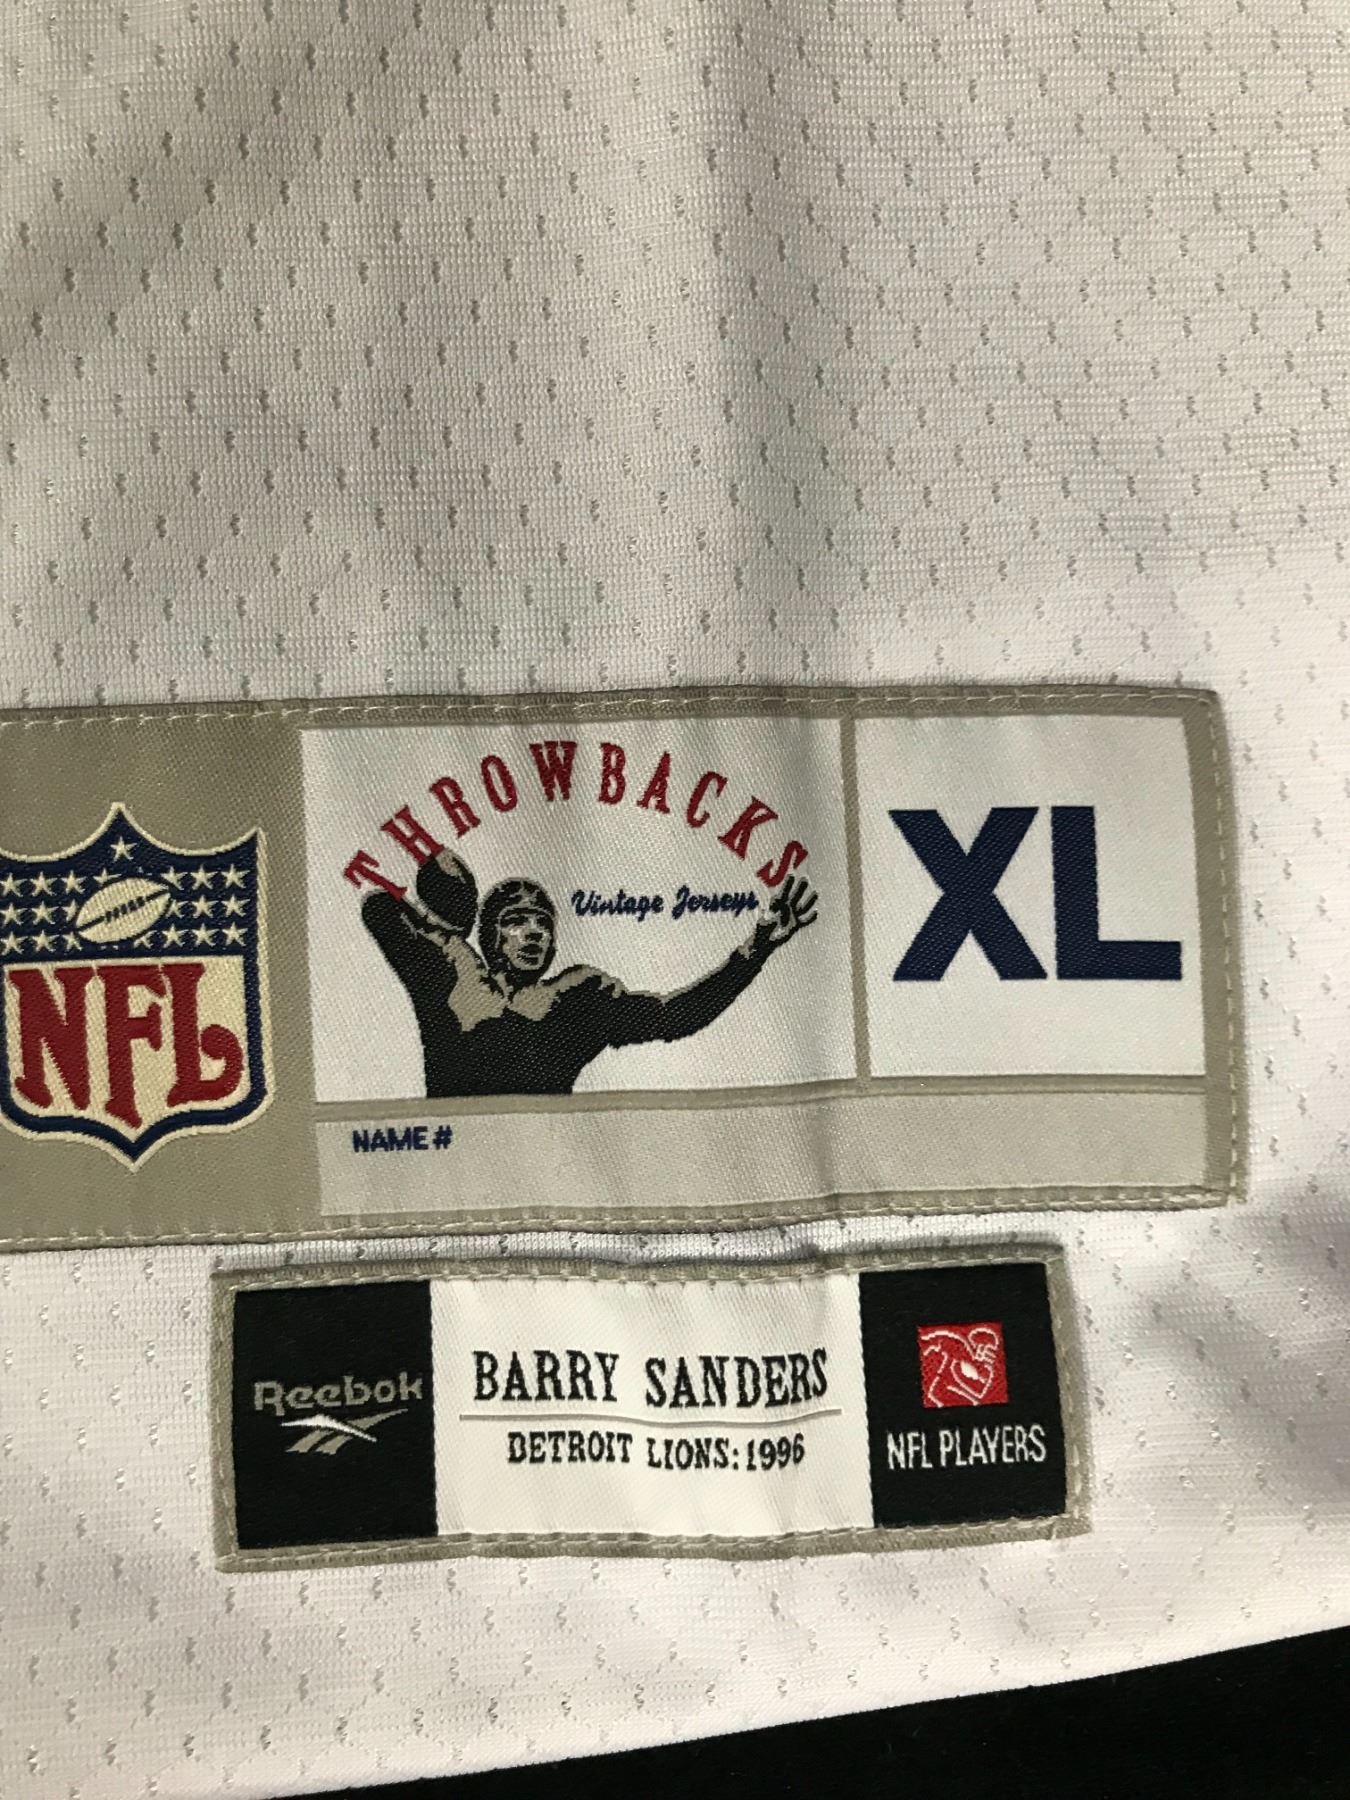 THROWBACKS
Vintage Jerseys
XL
NFL
NAME #
Reebok
BARRY SANDERS
DETROIT LIONS: 1996
NFL PLAYERS